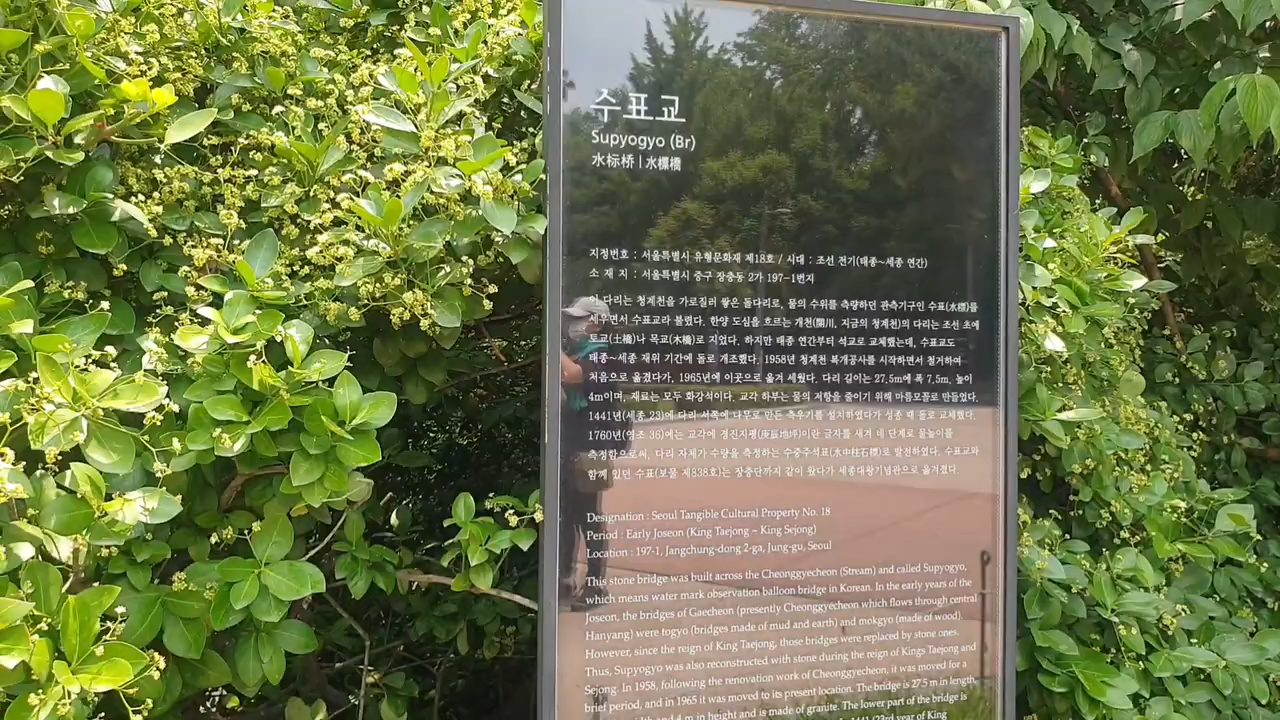 수표교
Supyogyo (Br)
水标桥 | 水標橋
지정번호 : 서울특별시 유형문화재 제18호 / 시대 : 조선 전기(태종~세종 연간)
소 재 지 : 서울특별시 중구 장충동 2가 197-1번지
이 다리는 청계천을 가로질러 쌓은 돌다리로, 물의 수위를 측량하던 관측기구인 수표(水標)를
세우면서 수표교라 불렸다. 한양 도심을 흐르는 개천(開川, 지금의 청계천)의 다리는 조선 초에
토교(土橋)나 목교(木橋)로 지었다. 하지만 태종 연간부터 석교로 교체했는데, 수표교도
태종~세종 재위 기간에 돌로 개조했다. 1958년 청계천 복개공사를 시작하면서 철거하여
처음으로 옮겼다가, 1965년에 이곳으로 옮겨 세웠다. 다리 길이는 27.5m에 폭 7.5m, 높이
4m이며, 재료는 모두 화강석이다. 교각 하부는 물의 저항을 줄이기 위해 마름모꼴로 만들었다.
1441년(세종 23)에 다리 서쪽에 나무로 만든 측우기를 설치하였다가 성종 때 돌로 교체했다.
1760년(영조 36)에는 교각에 경진지평(庚辰地坪)이란 글자를 새겨 네 단계로 물높이를
측정함으로써, 다리 자체가 수량을 측정하는 수중주석표(水中柱石標)로 발전하였다. 수표교와
함께 있던 수표(보물 제838호)는 장충단까지 같이 왔다가 세종대왕기념관으로 옮겨졌다.
Designation : Seoul Tangible Cultural Property No. 18
Period : Early Joseon (King Taejong ~ King Sejong)
Location : 197-1, Jangchung-dong 2-ga, Jung-gu, Seoul
This stone bridge was built across the Cheonggyecheon (Stream) and called Supyogyo,
which means water mark observation balloon bridge in Korean. In the early years of the
Joseon, the bridges of Gaecheon (presently Cheonggyecheon which flows through central
Hanyang) were togyo (bridges made of mud and earth) and mokgyo (made of wood).
However, since the reign of King Taejong, those bridges were replaced by stone ones.
Thus, Supyogyo was also reconstructed with stone during the reign of Kings Taejong and
Sejong. In 1958, following the renovation work of Cheonggyecheon, it was moved for a
brief period, and in 1965 it was moved to its present location. The bridge is 27.5 m in length,
and 4 m in height and is made of granite. The lower part of the bridge is
1441 (23rd year of King